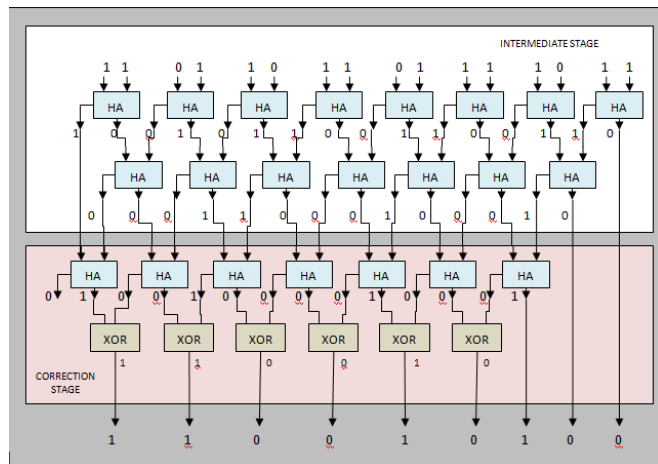 INTERMEDIATE STAGE
1 1 0 1 1 0 1 1 0 1 1 1 1 0 1 1
HA HA HA HA HA HA HA HA
1 0 0 1 0 1 1 0 0 1 1 0 0 1 1 0
HA HA HA HA HA HA HA
0 0 0 1 1 0 0 0 1 0 0 0 1 0
HA HA HA HA HA HA HA
0 1 0 0 1 0 0 0 0 1 0 0 0 1
XOR XOR XOR XOR XOR XOR
1 1 0 0 1 0
CORRECTION
STAGE
1 1 0 0 1 0 1 0 0